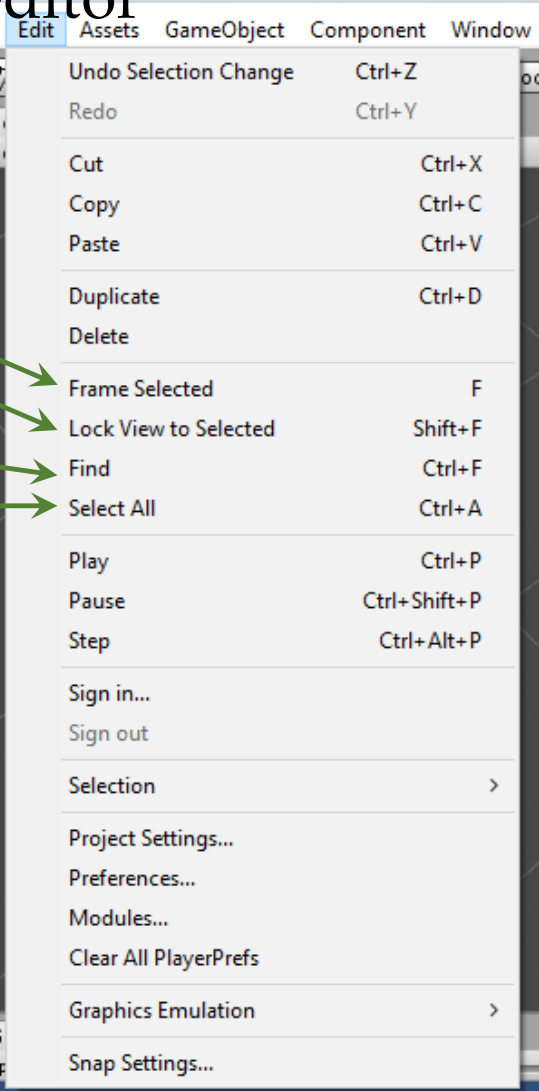 editor
Edit Assets GameObject Component Window
Undo Selection Change Ctrl+Z
Redo Ctrl+Y
Cut Ctrl+X
Copy Ctrl+C
Paste Ctrl+V
Duplicate Ctrl+D
Delete
Frame Selected F
Lock View to Selected Shift+F
Find Ctrl+F
Select All Ctrl+A
Play Ctrl+P
Pause Ctrl+Shift+P
Step Ctrl+Alt+P
Sign in...
Sign out
Selection >
Project Settings...
Preferences...
Modules...
Clear All PlayerPrefs
Graphics Emulation >
Snap Settings...